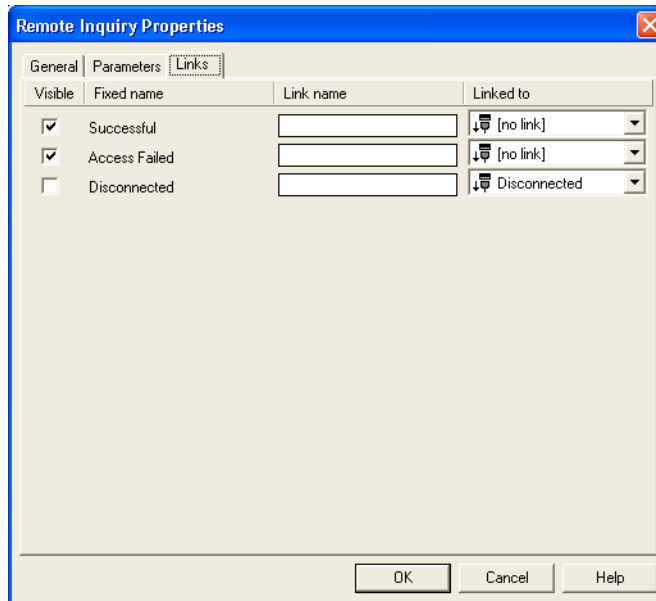 Remote Inquiry Properties
General Parameters Links
Visible Fixed name Link name Linked to
Successful [no link]
Access Failed [no link]
Disconnected Disconnected
OK Cancel Help